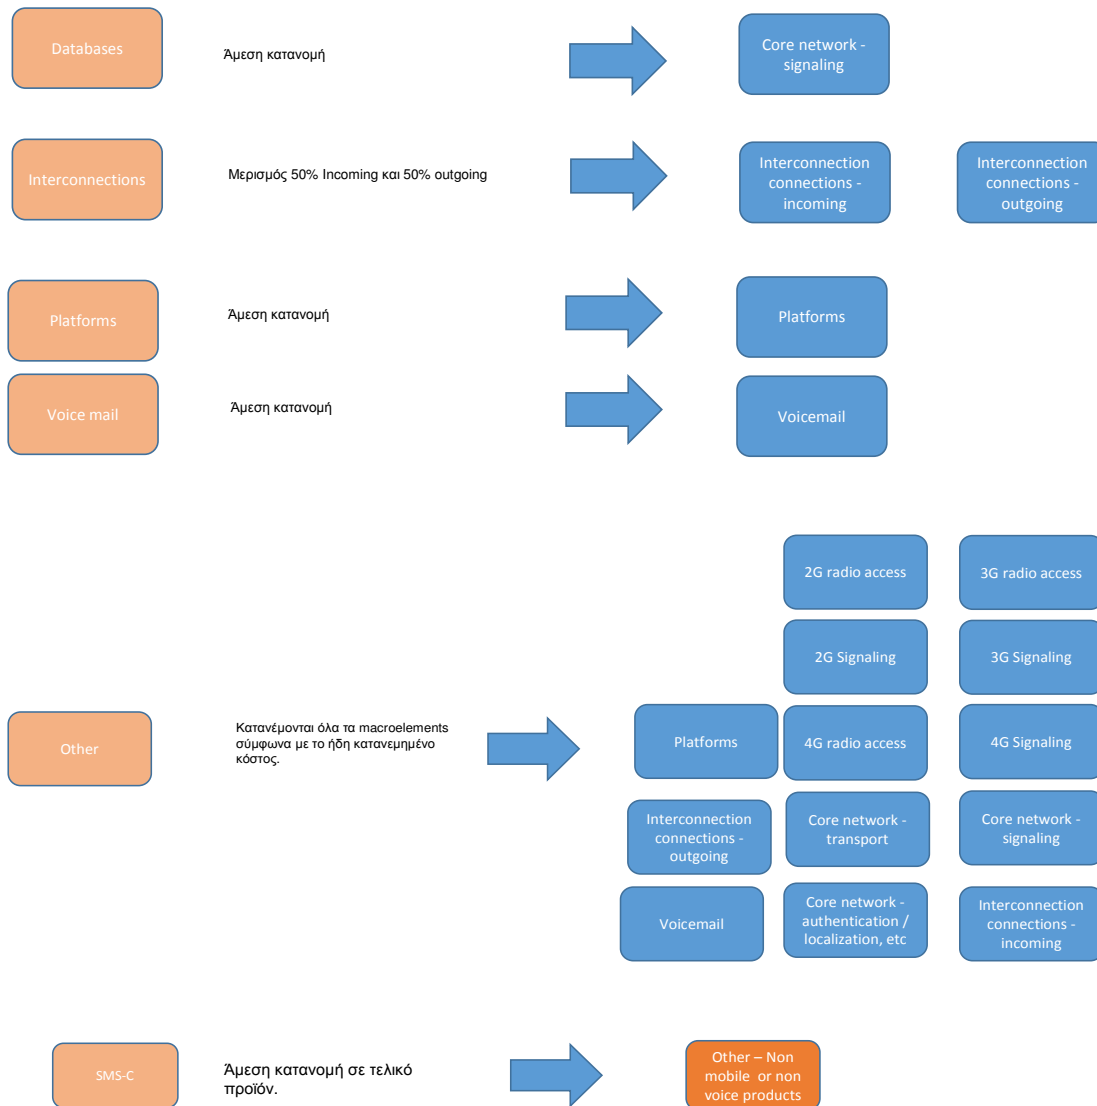 Databases
Άμεση κατανομή
Core network -
signaling
Interconnections
Μερισμός 50% Incoming και 50% outgoing
Interconnection
connections -
incoming
Interconnection
connections -
outgoing
Platforms
Άμεση κατανομή
Platforms
Voice mail
Άμεση κατανομή
Voicemail
2G radio access
3G radio access
2G Signaling
3G Signaling
Other
Κατανέμονται όλα τα macroelements
σύμφωνα με το ήδη κατανεμημένο
κόστος.
Platforms
4G radio access
4G Signaling
Interconnection
connections -
outgoing
Core network -
transport
Core network -
signaling
Voicemail
Core network -
authentication /
localization, etc
Interconnection
connections -
incoming
SMS-C
Άμεση κατανομή σε τελικό
προϊόν.
Other – Non
mobile or non
voice products